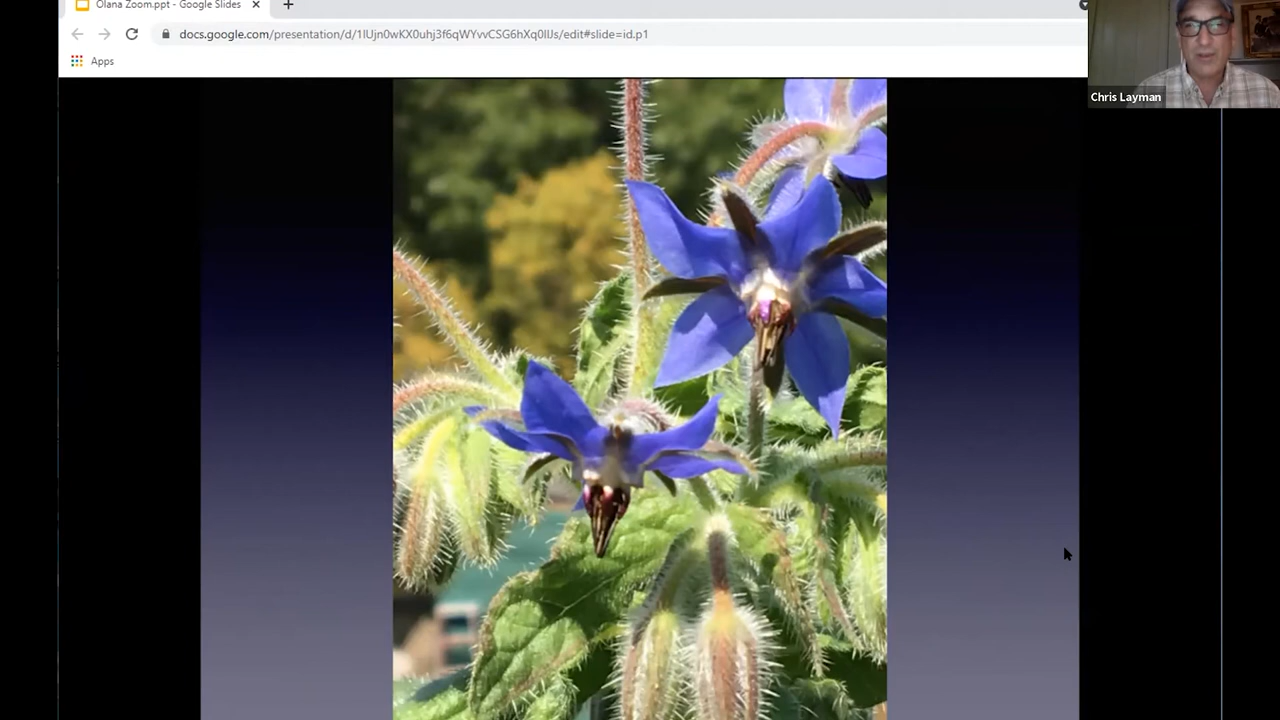 Olana Zoom.ppt - Google Slides
docs.google.com/presentation/d/1lUjn0wKX0uhj3f6qWYvvCSG6hXq0lIJs/edit#slide=id.p1
Apps
Chris Layman